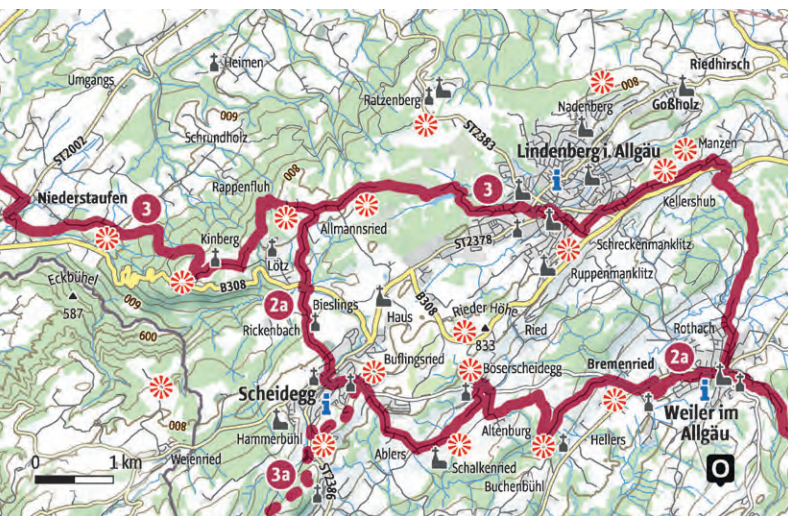 Riedhirsch
Heimen
Umgangs
008
Ratzenberg
Nadenberg
Goßholz
009
Schrundholz
ST2002
ST2383
Manzen
Lindenberg i. Allgäu
008
Rappenfluh
Niederstaufen
3
3
i
Kellershub
Allmannsried
Kinberg
ST2378
Schreckenmanklitz
Lötz
Ruppenmanklitz
Eckbühel
587
B308
009
2a
Bieslings
B308
Haus
Rieder Höhe
833
600
Rickenbach
Ried
Rothach
Buflingsried
Böserscheidegg
Bremenried
2a
Scheidegg
i
i
Weiler im
Allgäu
008
Hammerbühl
Altenburg
Hellers
Weienried
Ablers
Schalkenried
Buchenbühl
0 1 km
3a
ST2386
O